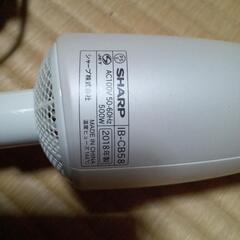 SHARP IB-CB58
AC100V 50-60Hz
500W 2018年製
シャープ株式会社
MADE IN CHINA